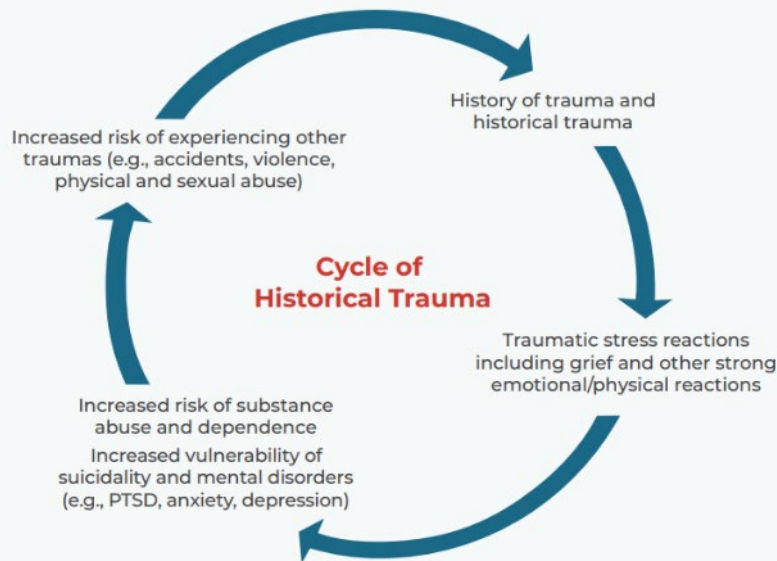 History of trauma and
historical trauma
Increased risk of experiencing other
traumas (e.g., accidents, violence,
physical and sexual abuse)
Cycle of
Historical Trauma
Traumatic stress reactions
including grief and other strong
emotional/physical reactions
Increased risk of substance
abuse and dependence
Increased vulnerability of
suicidality and mental disorders
(e.g., PTSD, anxiety, depression)